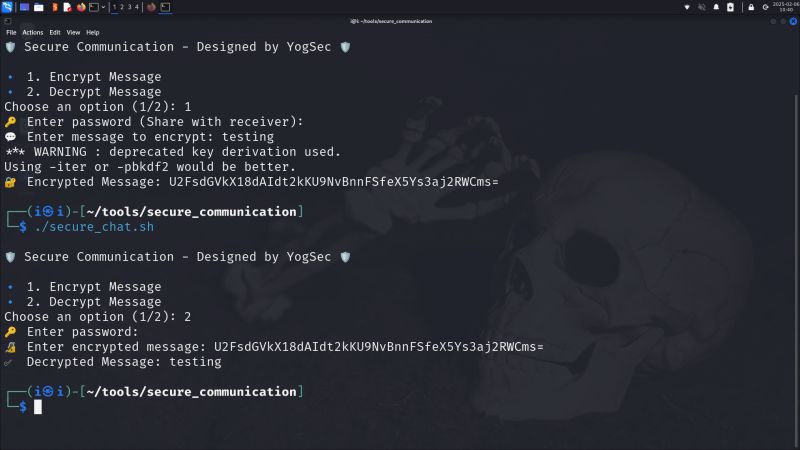 1 2 3 4
2025-02-06
10:40
i@i: ~/tools/secure_communication
File Actions Edit View Help
🛡️ Secure Communication - Designed by YogSec 🛡️
🔹 1. Encrypt Message
🔹 2. Decrypt Message
Choose an option (1/2): 1
🔑 Enter password (Share with receiver):
💬 Enter message to encrypt: testing
*** WARNING : deprecated key derivation used.
Using -iter or -pbkdf2 would be better.
🔐 Encrypted Message: U2FsdGVkX18dAIdt2kKU9NvBnnFSfeX5Ys3aj2RWCms=
┌──(i㉿i)-[~/tools/secure_communication]
└─$ ./secure_chat.sh
🛡️ Secure Communication - Designed by YogSec 🛡️
🔹 1. Encrypt Message
🔹 2. Decrypt Message
Choose an option (1/2): 2
🔑 Enter password:
🔏 Enter encrypted message: U2FsdGVkX18dAIdt2kKU9NvBnnFSfeX5Ys3aj2RWCms=
✅ Decrypted Message: testing
┌──(i㉿i)-[~/tools/secure_communication]
└─$